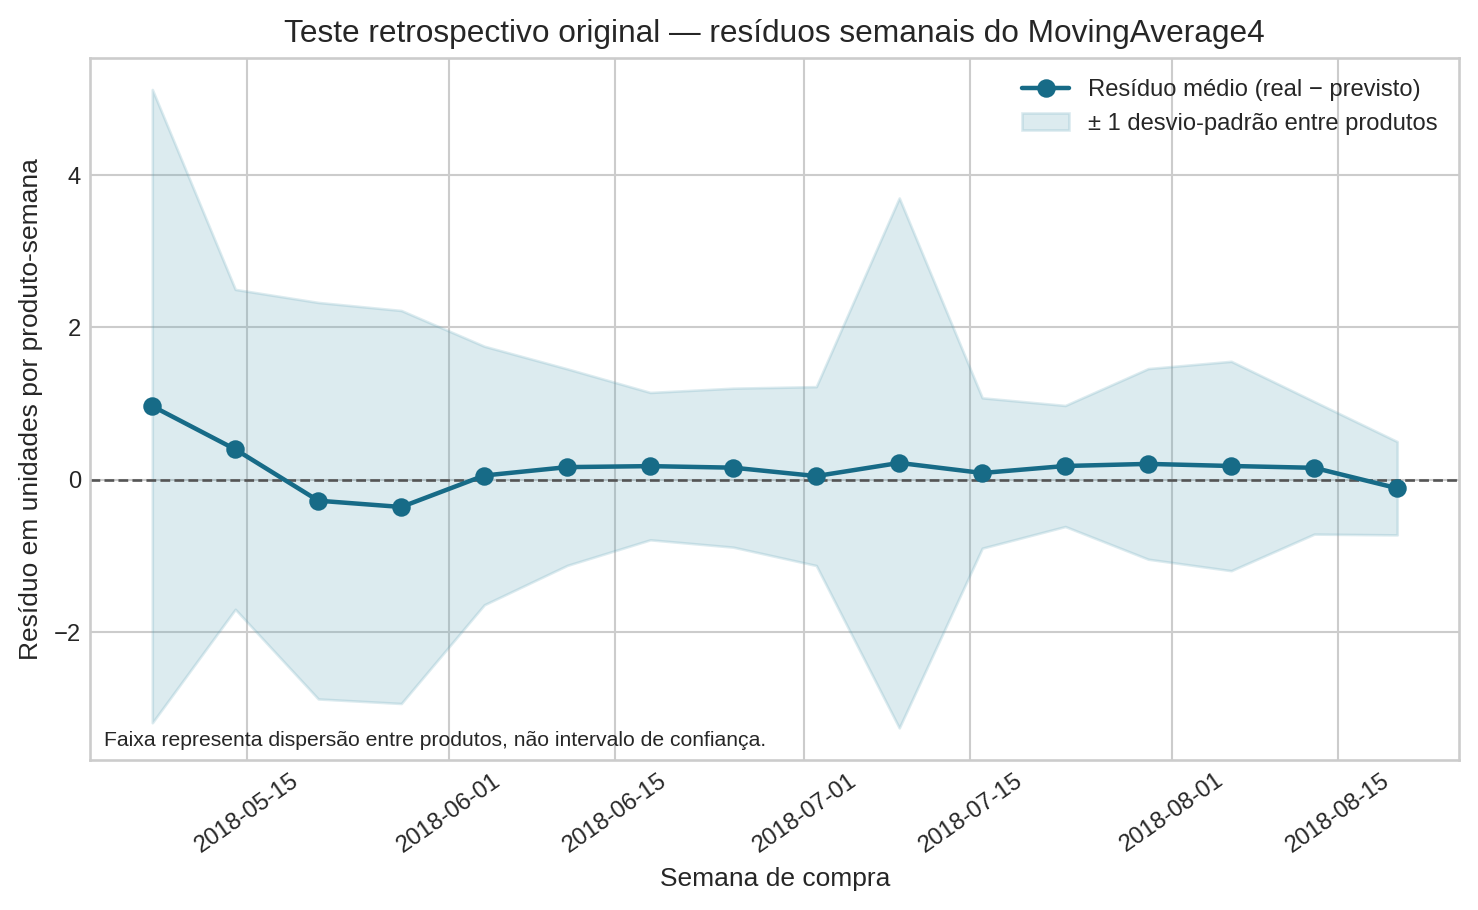 Teste retrospectivo original — resíduos semanais do MovingAverage4
Resíduo médio (real − previsto)
± 1 desvio-padrão entre produtos
Resíduo em unidades por produto-semana
4
2
0
−2
Faixa representa dispersão entre produtos, não intervalo de confiança.
2018-05-15
2018-06-01
2018-06-15
2018-07-01
2018-07-15
2018-08-01
2018-08-15
Semana de compra